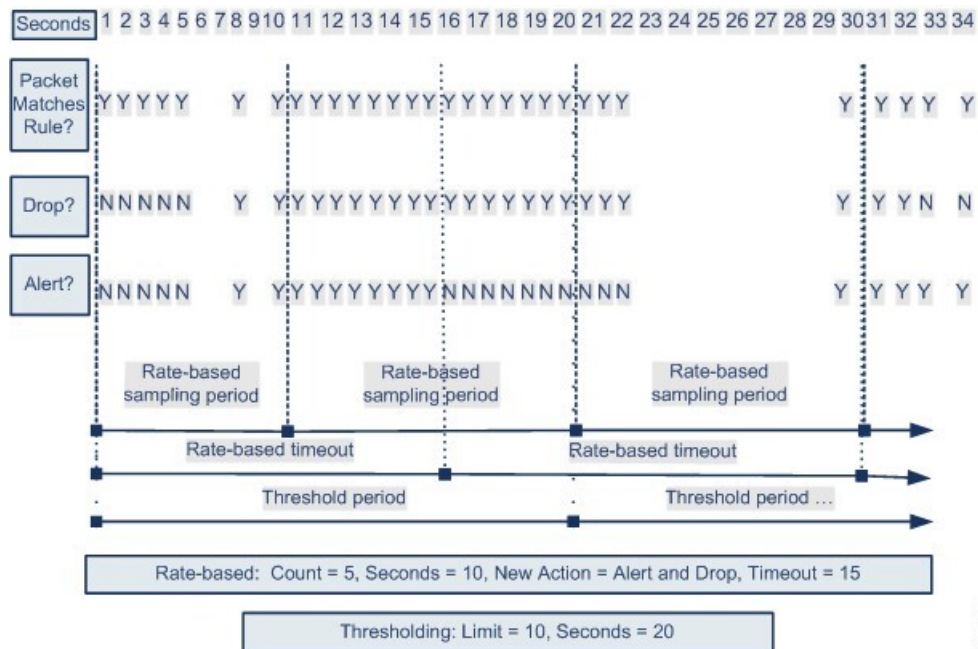 Seconds 1 2 3 4 5 6 7 8 9 10 11 12 13 14 15 16 17 18 19 20 21 22 23 24 25 26 27 28 29 30 31 32 33 34
Packet
Matches
Rule?
Y Y Y Y Y Y Y Y Y Y Y Y Y Y Y Y Y Y Y Y Y Y Y Y Y Y Y Y Y Y
Drop?
N N N N N Y Y Y Y Y Y Y Y Y Y Y Y Y Y Y Y Y Y Y Y Y Y Y N N
Alert?
N N N N N Y Y Y Y Y Y Y Y Y Y N N N N N N N N N N Y Y Y Y Y
Rate-based
sampling period
Rate-based
sampling period
Rate-based
sampling period
Rate-based timeout
Rate-based timeout
Threshold period
Threshold period ...
Rate-based: Count = 5, Seconds = 10, New Action = Alert and Drop, Timeout = 15
Thresholding: Limit = 10, Seconds = 20